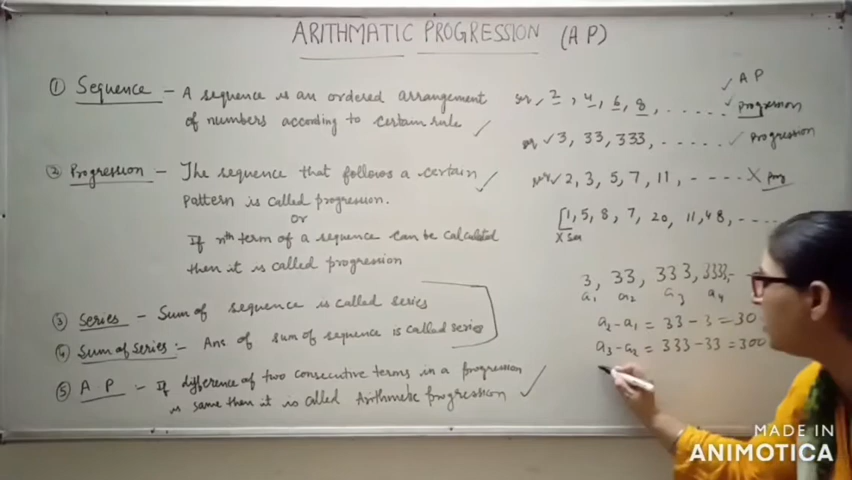 ARITHMATIC PROGRESSION (AP)
① Sequence - A sequence is an ordered arrangement
of numbers according to certain rule ✓
② Progression - The sequence that follows a certain
Pattern is called progression. ✓
or
If nth term of a sequence can be calculated
then it is called progression
③ Series - Sum of sequence is called series
④ Sum of Series:- Ans of sum of sequence is called series
⑤ A P - If difference of two consecutive terms in a progression
is same then it is called Arithmetic progression ✓
✓ AP
✓ 2, 4, 6, 8, ...... ✓ Progression
✓ 3, 33, 333, ...... ✓ Progression
✓ 2, 3, 5, 7, 11, ..... X
[1, 5, 8, 7, 20, 11, 48, ....
X Seq
3, 33, 333, 3333,-
a1 a2 a3 a4
a2-a1 = 33-3 = 30
a3-a2 = 333-33 = 300
MADE IN
ANIMOTICA